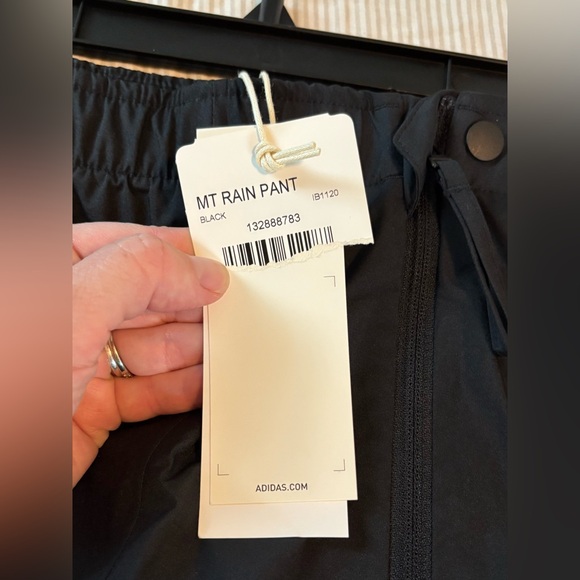 MT RAIN PANT
BLACK
IB1120
132888783
ADIDAS.COM